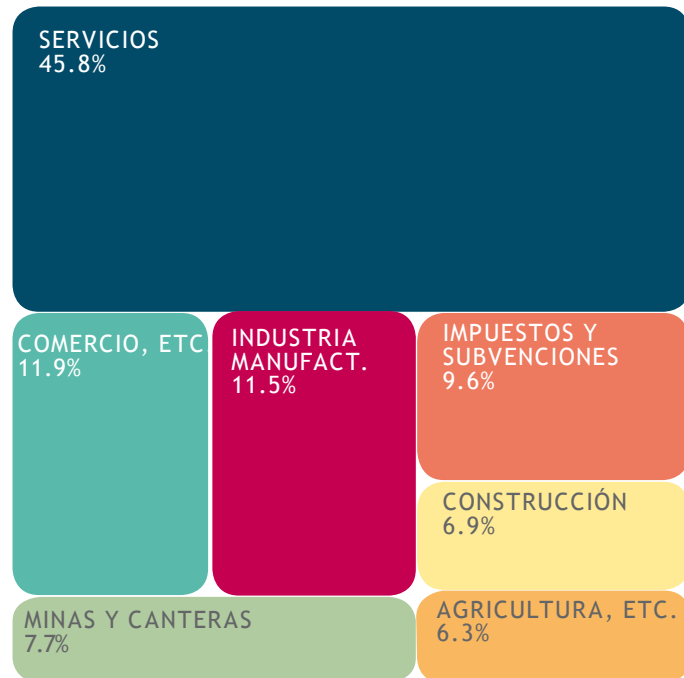 SERVICIOS
45.8%
COMERCIO, ETC.
11.9%
INDUSTRIA
MANUFACT.
11.5%
IMPUESTOS Y
SUBVENCIONES
9.6%
CONSTRUCCIÓN
6.9%
MINAS Y CANTERAS
7.7%
AGRICULTURA, ETC.
6.3%